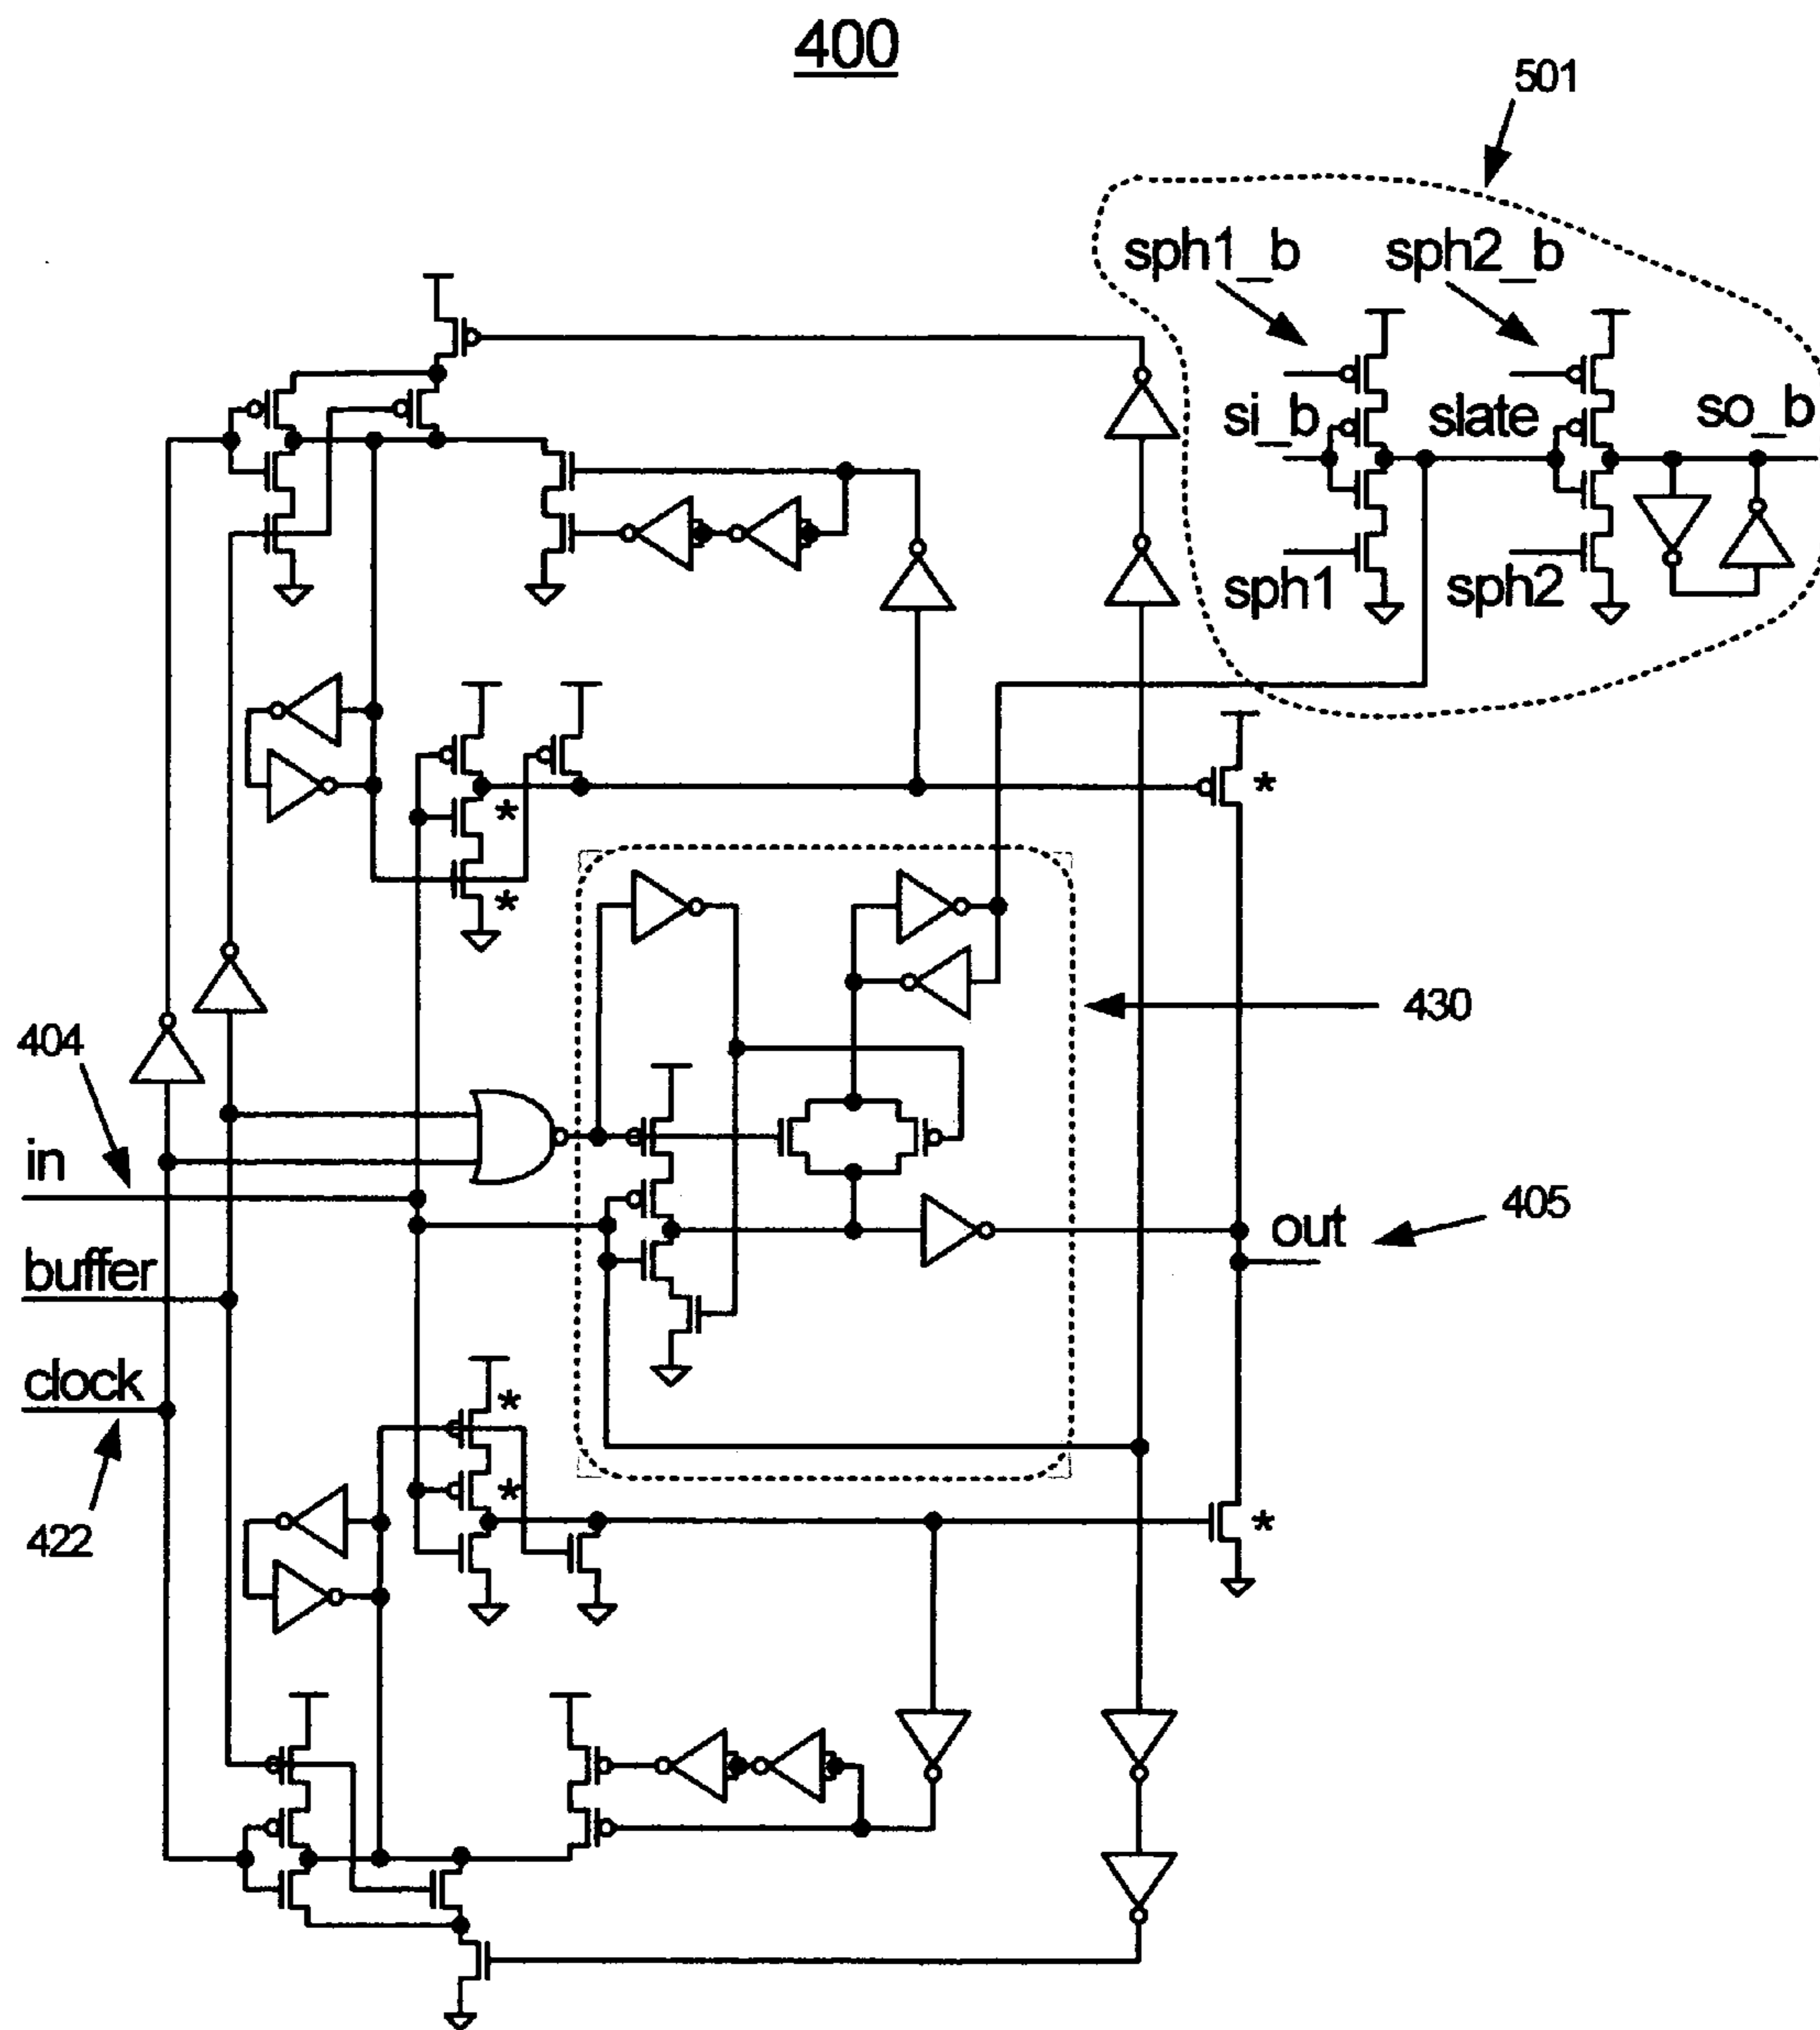 400
501
sph1_b
sph2_b
si_b
slate
so_b
sph1
sph2
*
*
*
430
404
in
405
out
buffer
clock
*
*
*
422